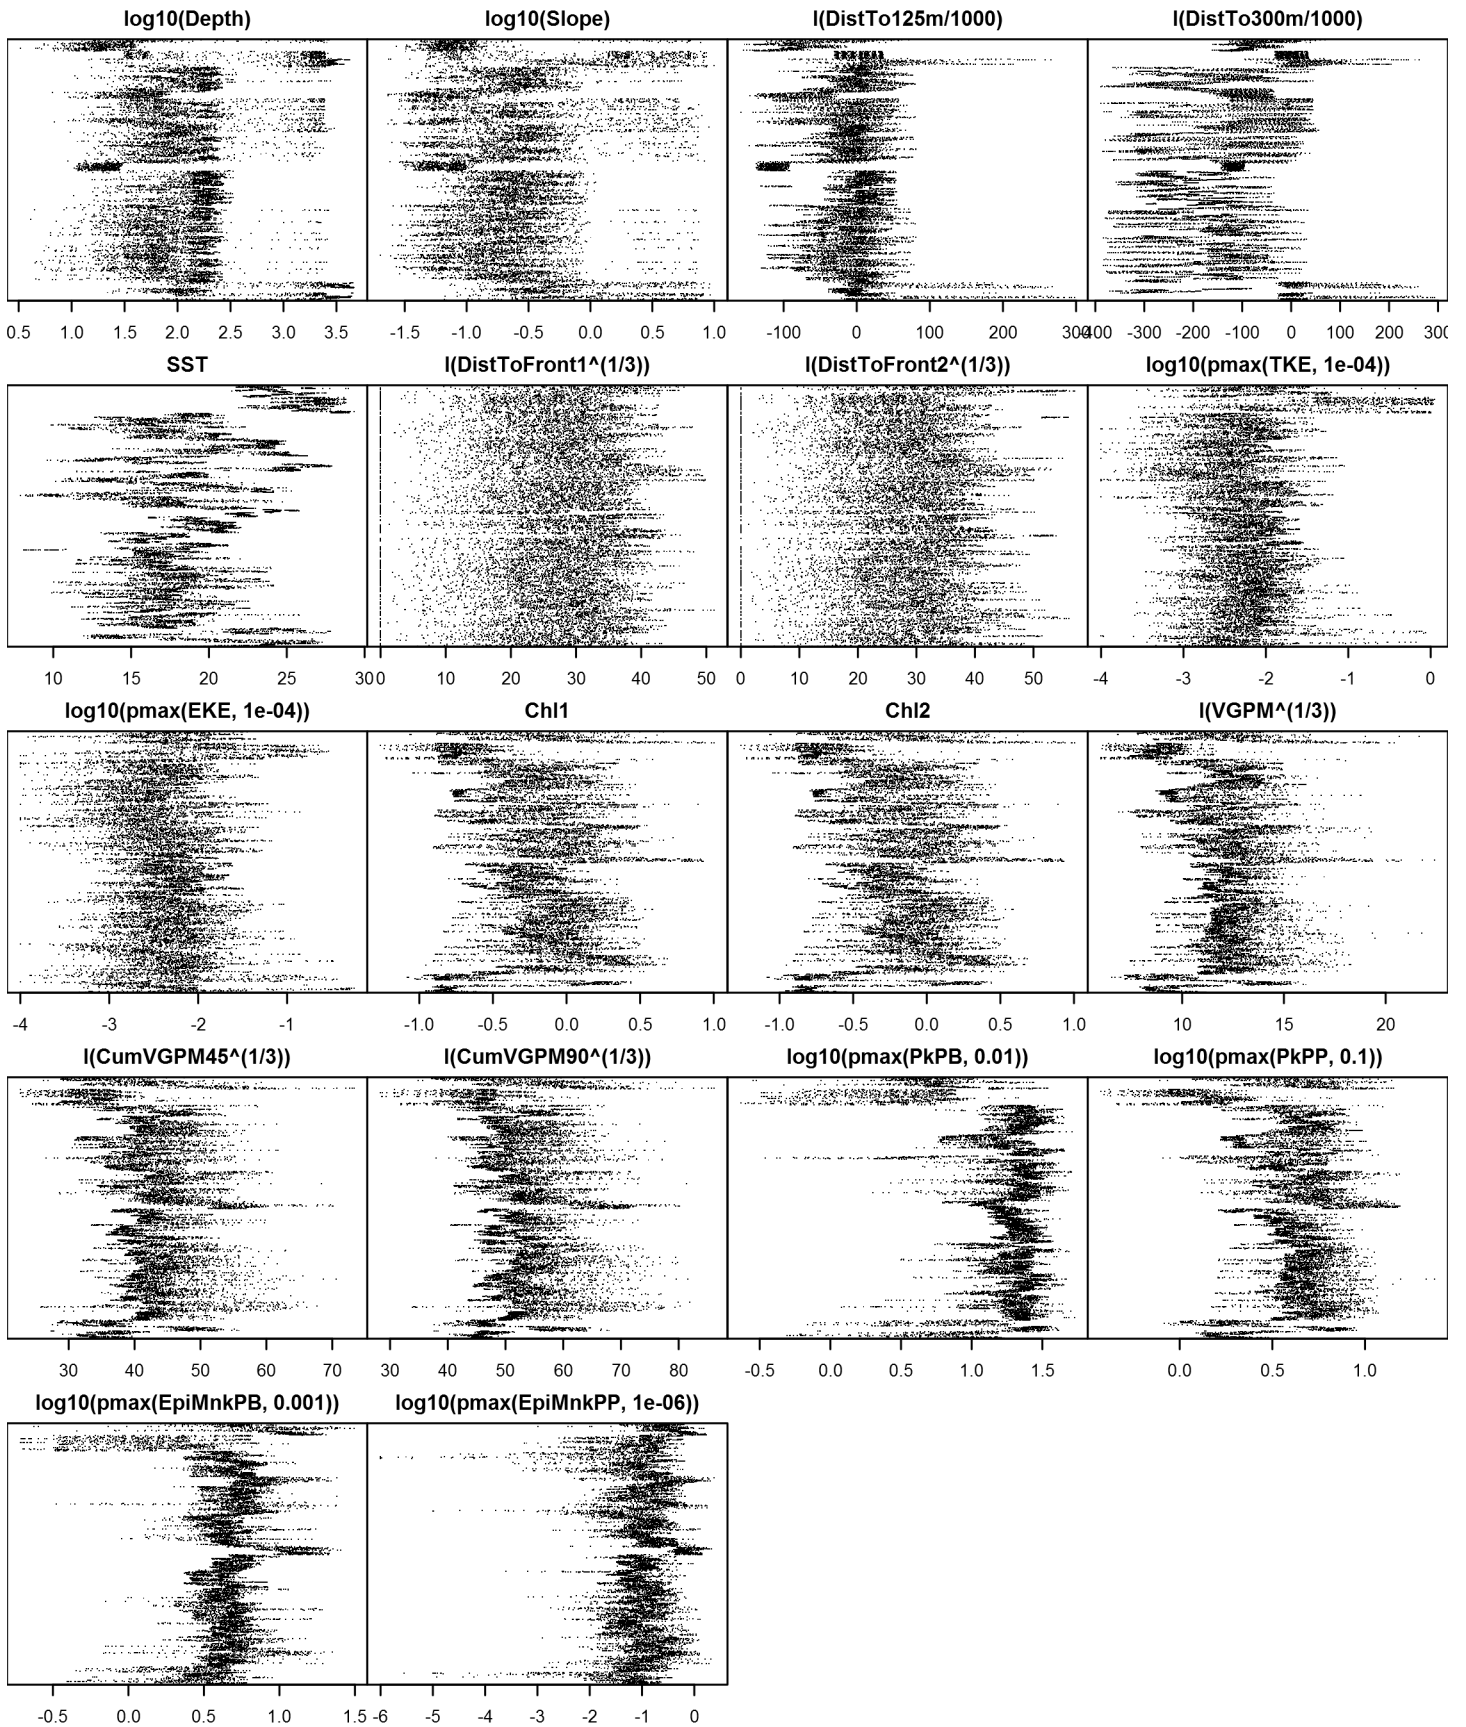 log10(Depth) log10(Slope) I(DistTo125m/1000) I(DistTo300m/1000)
0.5 1.0 1.5 2.0 2.5 3.0 3.5 -1.5 -1.0 -0.5 0.0 0.5 1.0 -100 0 100 200 300 -400 -300 -200 -100 0 100 200 300
SST I(DistToFront1^(1/3)) I(DistToFront2^(1/3)) log10(pmax(TKE, 1e-04))
10 15 20 25 30 0 10 20 30 40 50 0 10 20 30 40 50 -4 -3 -2 -1 0
log10(pmax(EKE, 1e-04)) Chl1 Chl2 I(VGPM^(1/3))
-4 -3 -2 -1 -1.0 -0.5 0.0 0.5 1.0 -1.0 -0.5 0.0 0.5 1.0 10 15 20
I(CumVGPM45^(1/3)) I(CumVGPM90^(1/3)) log10(pmax(PkPB, 0.01)) log10(pmax(PkPP, 0.1))
30 40 50 60 70 30 40 50 60 70 80 -0.5 0.0 0.5 1.0 1.5 0.0 0.5 1.0
log10(pmax(EpiMnkPB, 0.001)) log10(pmax(EpiMnkPP, 1e-06))
-0.5 0.0 0.5 1.0 1.5 -6 -5 -4 -3 -2 -1 0